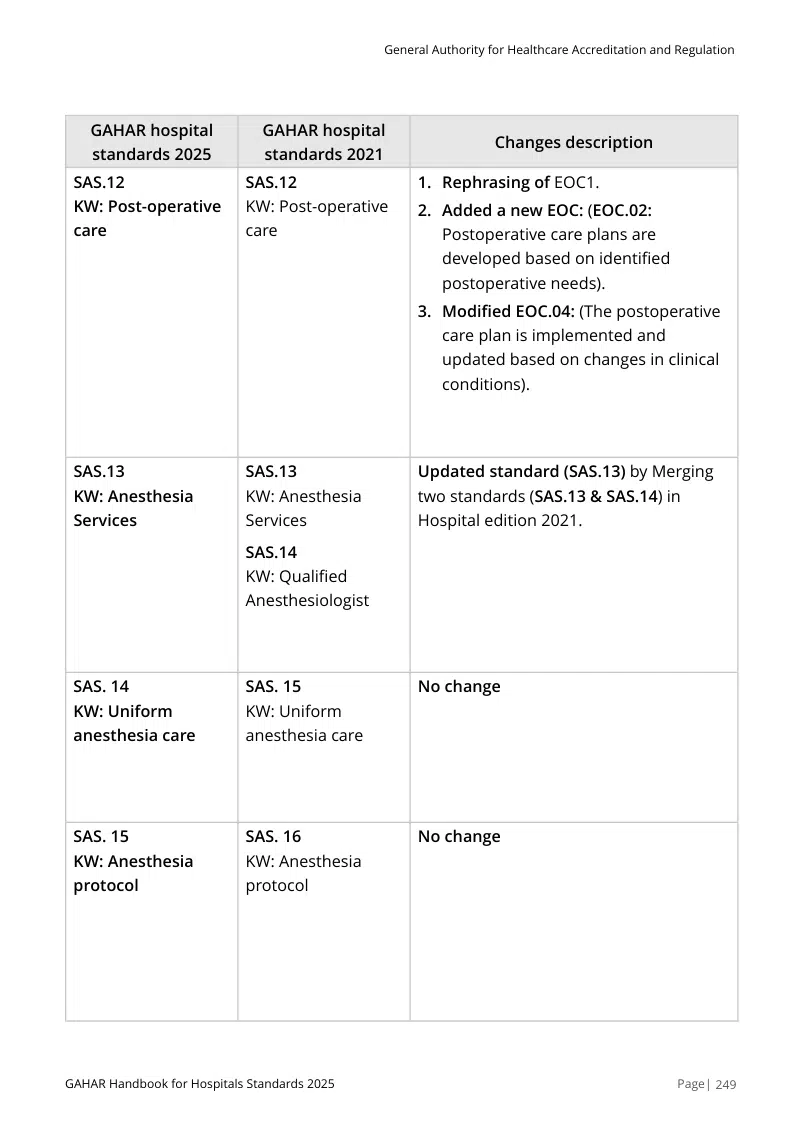 General Authority for Healthcare Accreditation and Regulation
GAHAR hospital
standards 2025
GAHAR hospital
standards 2021
Changes description
SAS.12
KW: Post-operative
care
SAS.12
KW: Post-operative
care
1. Rephrasing of EOC1.
2. Added a new EOC: (EOC.02:
Postoperative care plans are
developed based on identified
postoperative needs).
3. Modified EOC.04: (The postoperative
care plan is implemented and
updated based on changes in clinical
conditions).
SAS.13
KW: Anesthesia
Services
SAS.13
KW: Anesthesia
Services
SAS.14
KW: Qualified
Anesthesiologist
Updated standard (SAS.13) by Merging
two standards (SAS.13 & SAS.14) in
Hospital edition 2021.
SAS. 14
KW: Uniform
anesthesia care
SAS. 15
KW: Uniform
anesthesia care
No change
SAS. 15
KW: Anesthesia
protocol
SAS. 16
KW: Anesthesia
protocol
No change
GAHAR Handbook for Hospitals Standards 2025
Page| 249